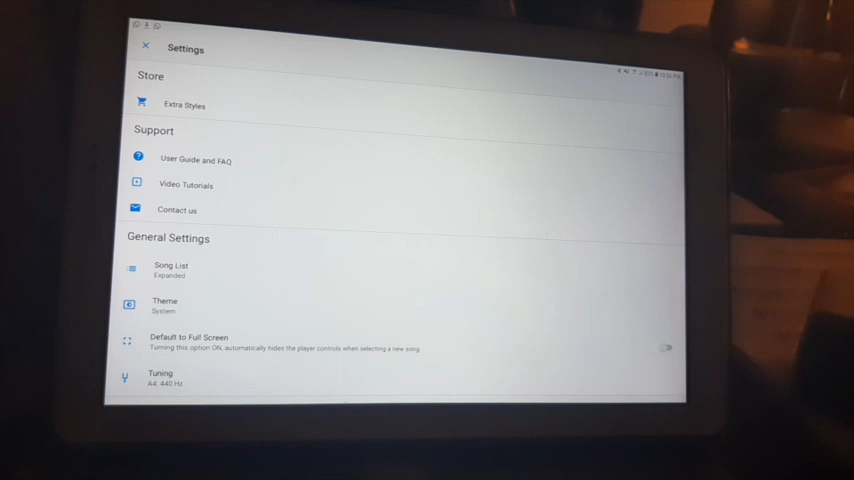 Settings
Store
Extra Styles
Support
User Guide and FAQ
Video Tutorials
Contact us
General Settings
Song List
Expanded
Theme
System
Default to Full Screen
Turning this option ON, automatically hides the player controls when selecting a new song.
Tuning
A4: 440 Hz